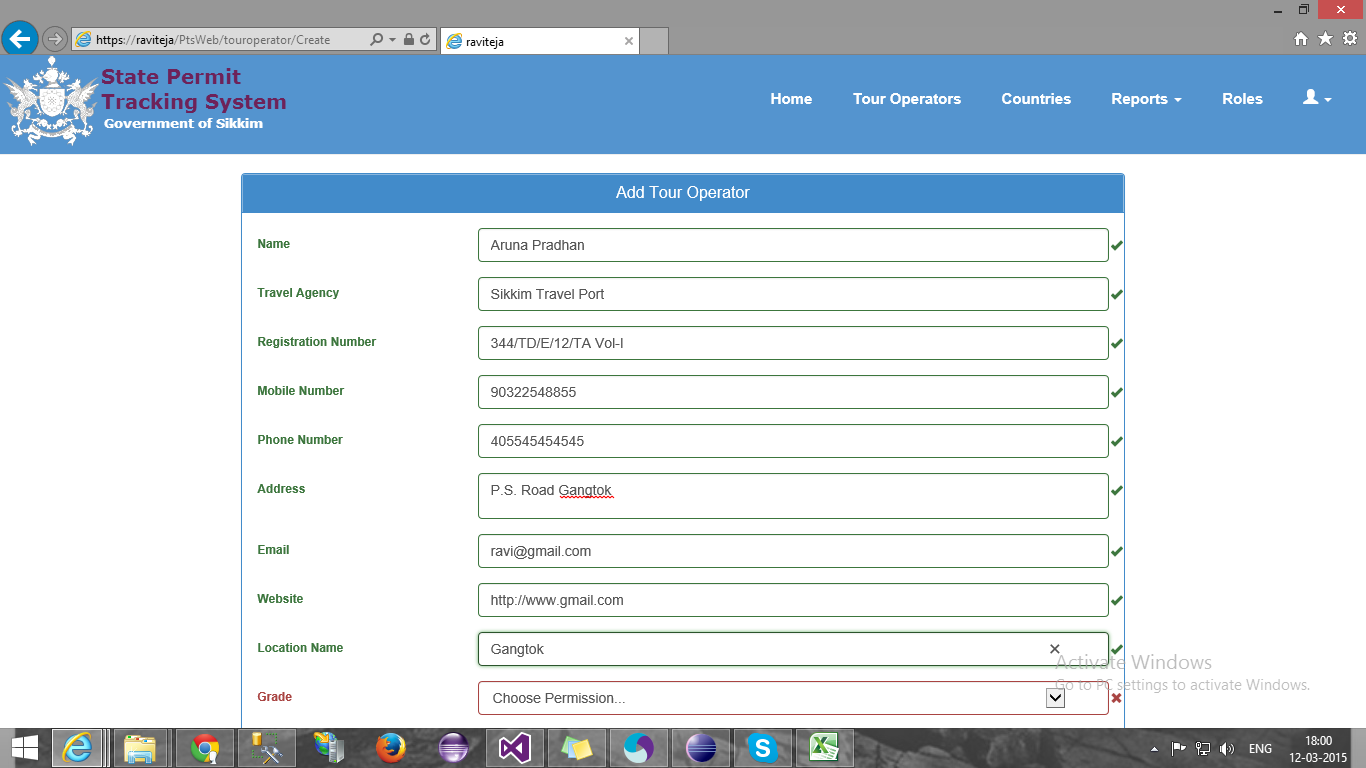 https://raviteja/PtsWeb/touroperator/Create
raviteja
State Permit
Tracking System
Government of Sikkim
Home Tour Operators Countries Reports Roles
Add Tour Operator
Name Aruna Pradhan
Travel Agency Sikkim Travel Port
Registration Number 344/TD/E/12/TA Vol-I
Mobile Number 90322548855
Phone Number 405545454545
Address P.S. Road Gangtok
Email ravi@gmail.com
Website http://www.gmail.com
Location Name Gangtok
Activate Windows
Go to PC settings to activate Windows.
Grade Choose Permission...
ENG 18:00
12-03-2015